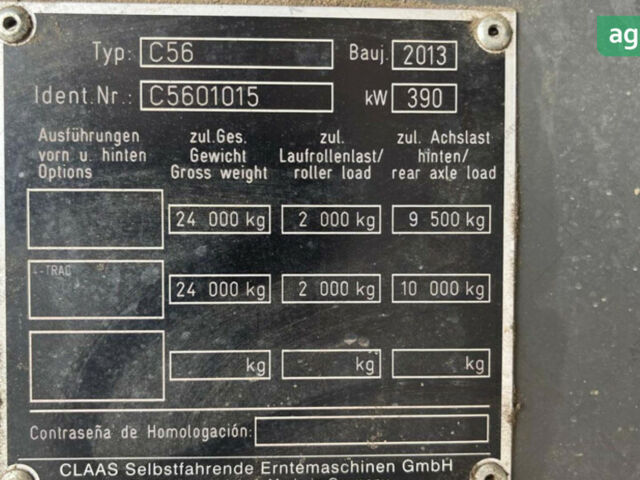 ag
Typ: C56 Bauj. 2013
Ident.Nr.: C5601015 kW 390
Ausführungen zul.Ges. zul. zul. Achslast
vorn u. hinten Gewicht Laufrollenlast/ hinten/
Options Gross weight roller load rear axle load
24 000 kg 2 000 kg 9 500 kg
--TRAC
24 000 kg 2 000 kg 10 000 kg
kg kg kg
Contraseña de Homologación:
CLAAS Selbstfahrende Erntemaschinen GmbH